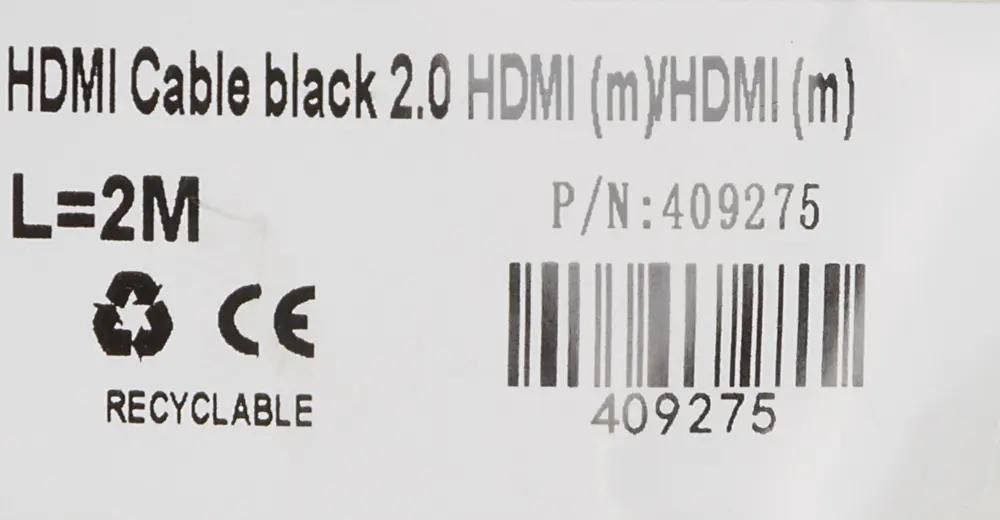 HDMI Cable black 2.0 HDMI (m)/HDMI (m)
L=2M
P/N:409275
CE
RECYCLABLE
409275